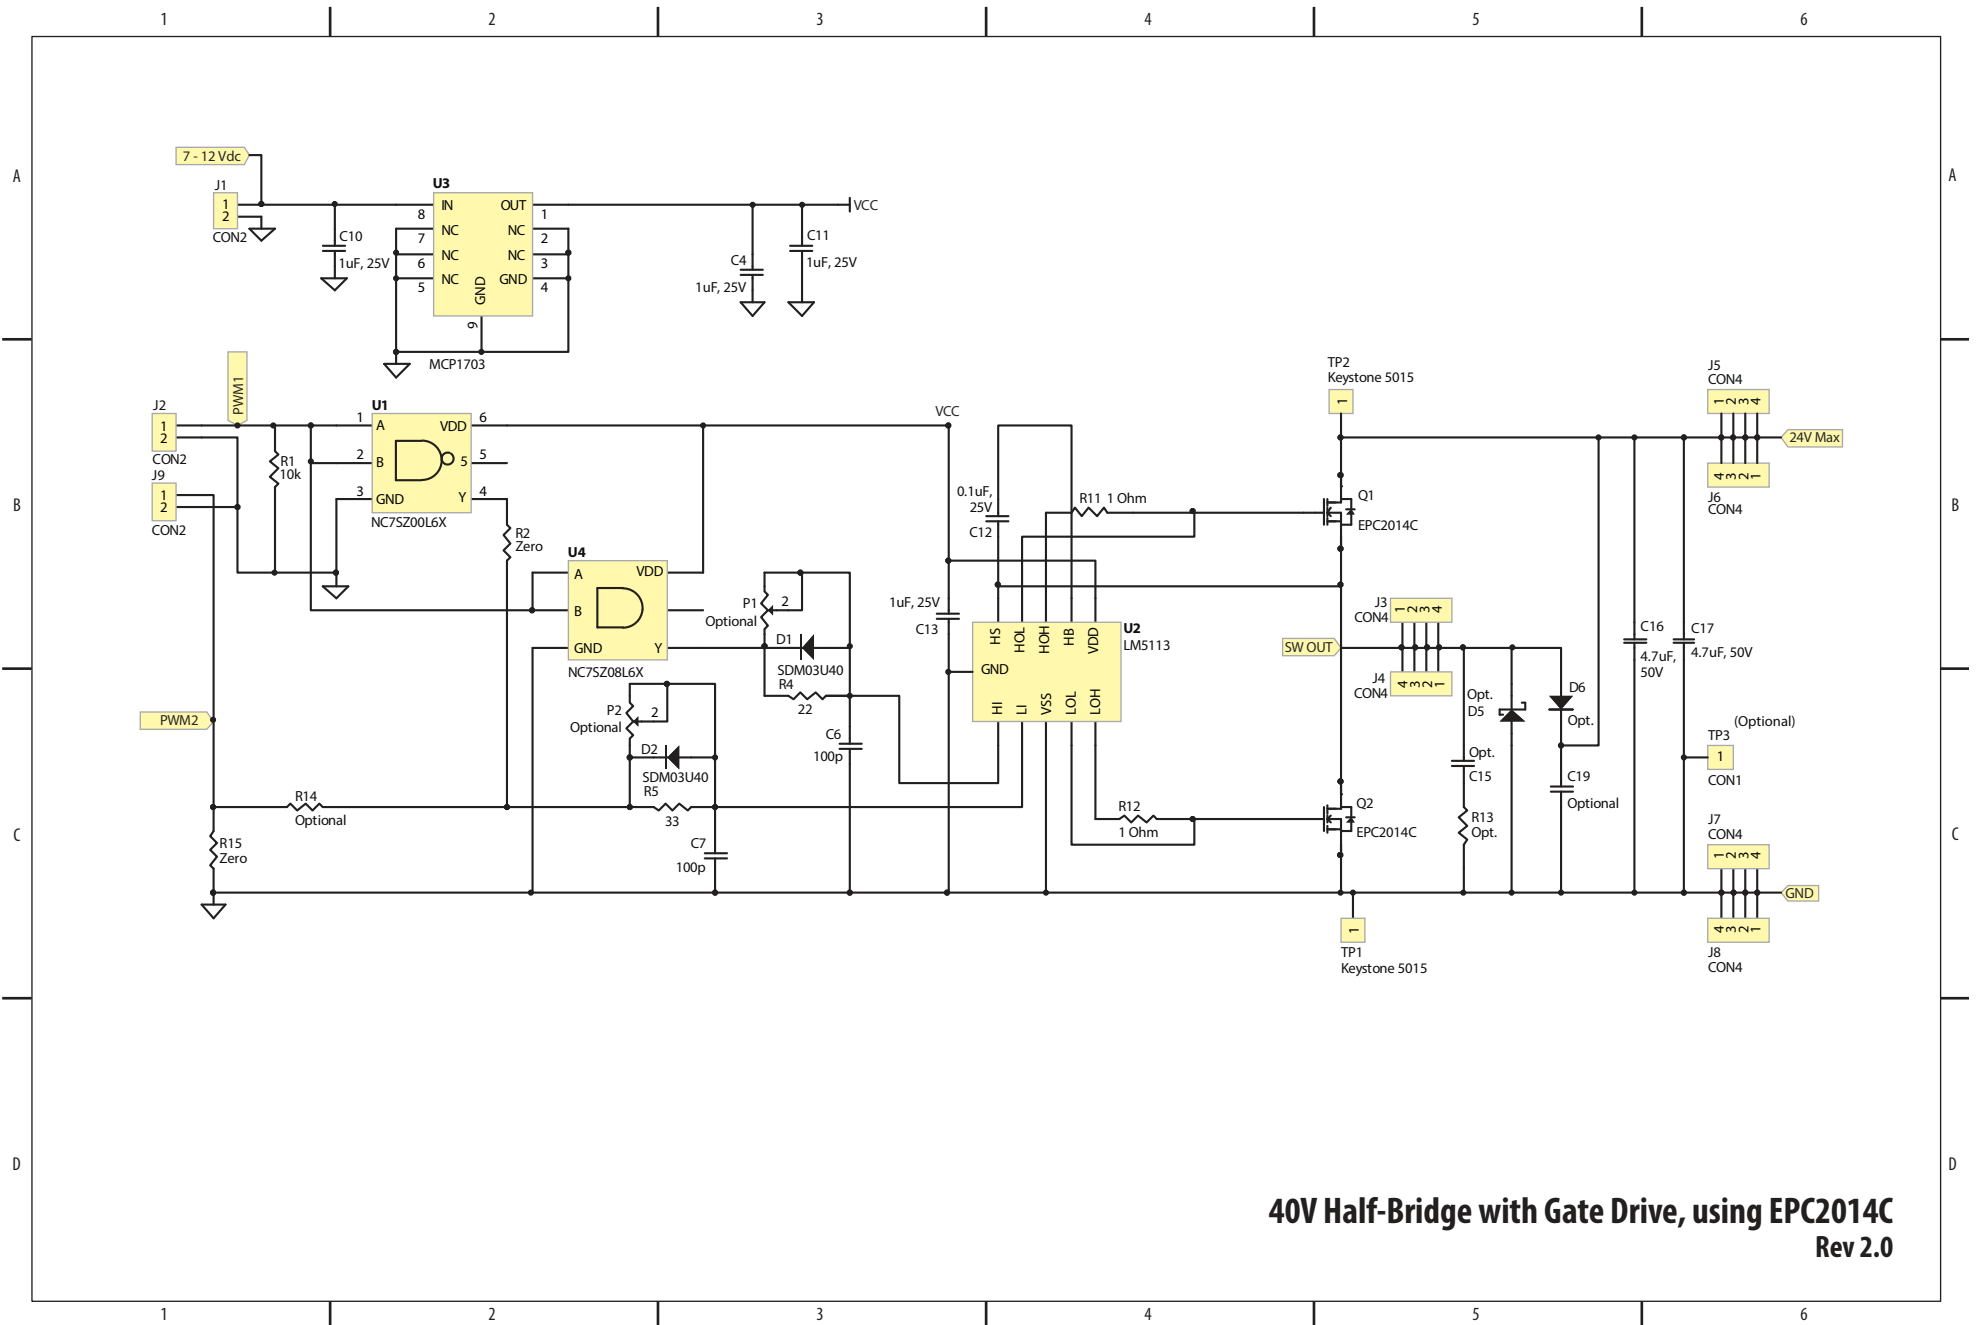 1 2 3 4 5 6
A A
7 - 12 Vdc
J1
1
2
CON2
C10
1uF, 25V
U3
IN OUT
NC NC
NC NC
NC GND
GND
8
7
6
5
1
2
3
4
9
MCP1703
VCC
C4
1uF, 25V
C11
1uF, 25V
B B
PWM1
J2
1
2
CON2
J9
1
2
CON2
R1
10k
U1
1 A VDD 6
2 B 5 5
3 GND Y 4
NC7SZ00L6X
R2
Zero
U4
A VDD
B
GND Y
NC7SZ08L6X
VCC
P1
Optional
2
D1
SDM03U40
R4
22
C6
100p
P2
Optional
2
D2
SDM03U40
R5
33
C7
100p
0.1uF,
25V
C12
1uF, 25V
C13
R11 1 Ohm
U2
LM5113
HS HOL HOH HB VDD
GND
HI LI VSS LOL LOH
R12
1 Ohm
TP2
Keystone 5015
1
Q1
EPC2014C
J3
CON4
1 2 3 4
SW OUT
J4
CON4
4 3 2 1
Q2
EPC2014C
Opt.
D5
D6
Opt.
Opt.
C15
R13
Opt.
C19
Optional
C16
4.7uF,
50V
C17
4.7uF, 50V
J5
CON4
1 2 3 4
24V Max
4 3 2 1
J6
CON4
(Optional)
TP3
1
CON1
J7
CON4
1 2 3 4
GND
4 3 2 1
J8
CON4
C C
PWM2
R14
Optional
R15
Zero
1
TP1
Keystone 5015
D D
40V Half-Bridge with Gate Drive, using EPC2014C
Rev 2.0
1 2 3 4 5 6